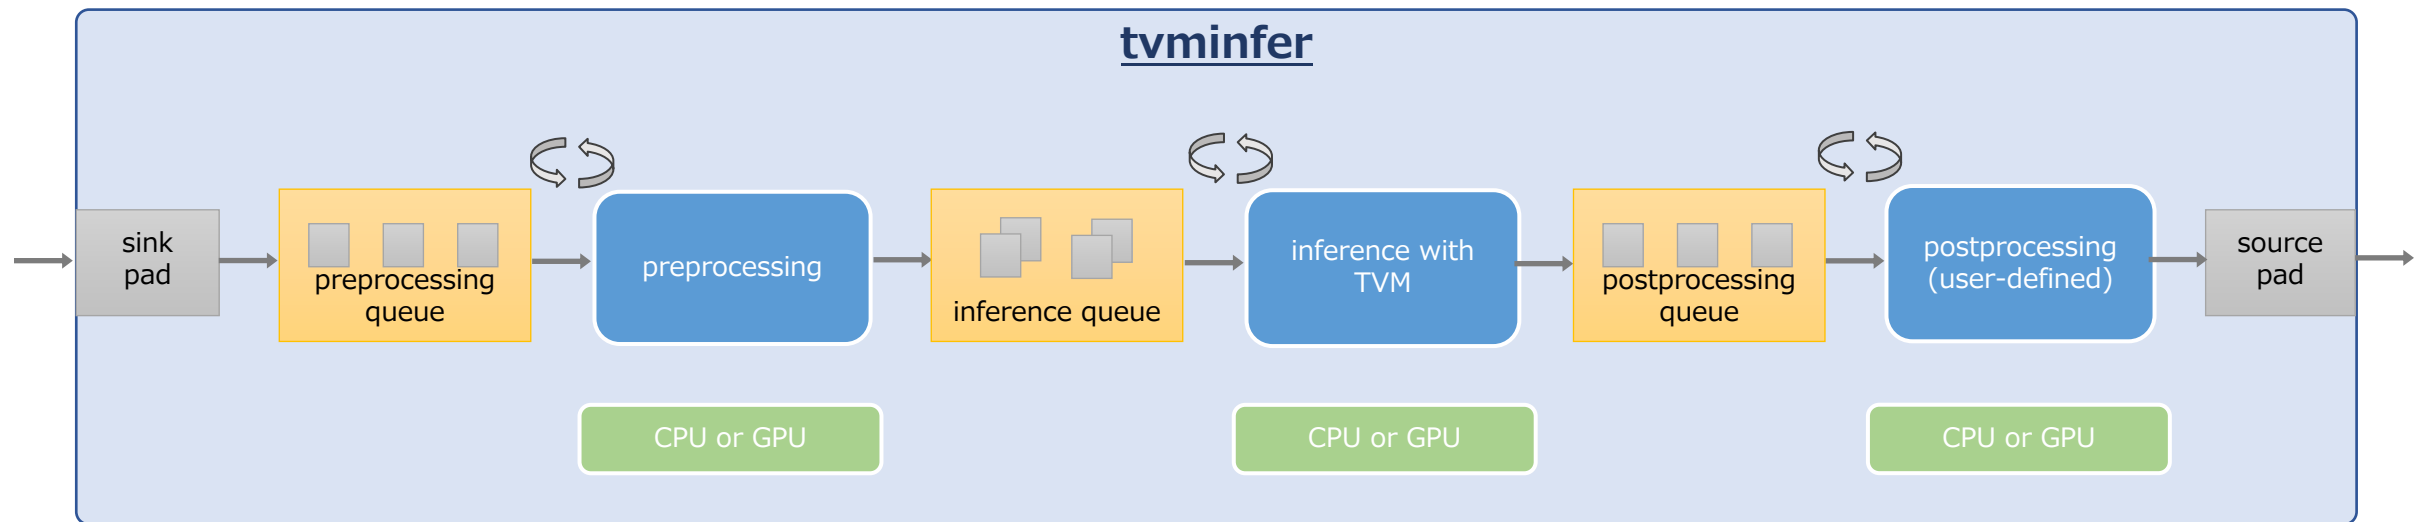 tvminfer
sink
pad
preprocessing
queue
preprocessing
inference queue
inference with
TVM
postprocessing
queue
postprocessing
(user-defined)
source
pad
CPU or GPU
CPU or GPU
CPU or GPU